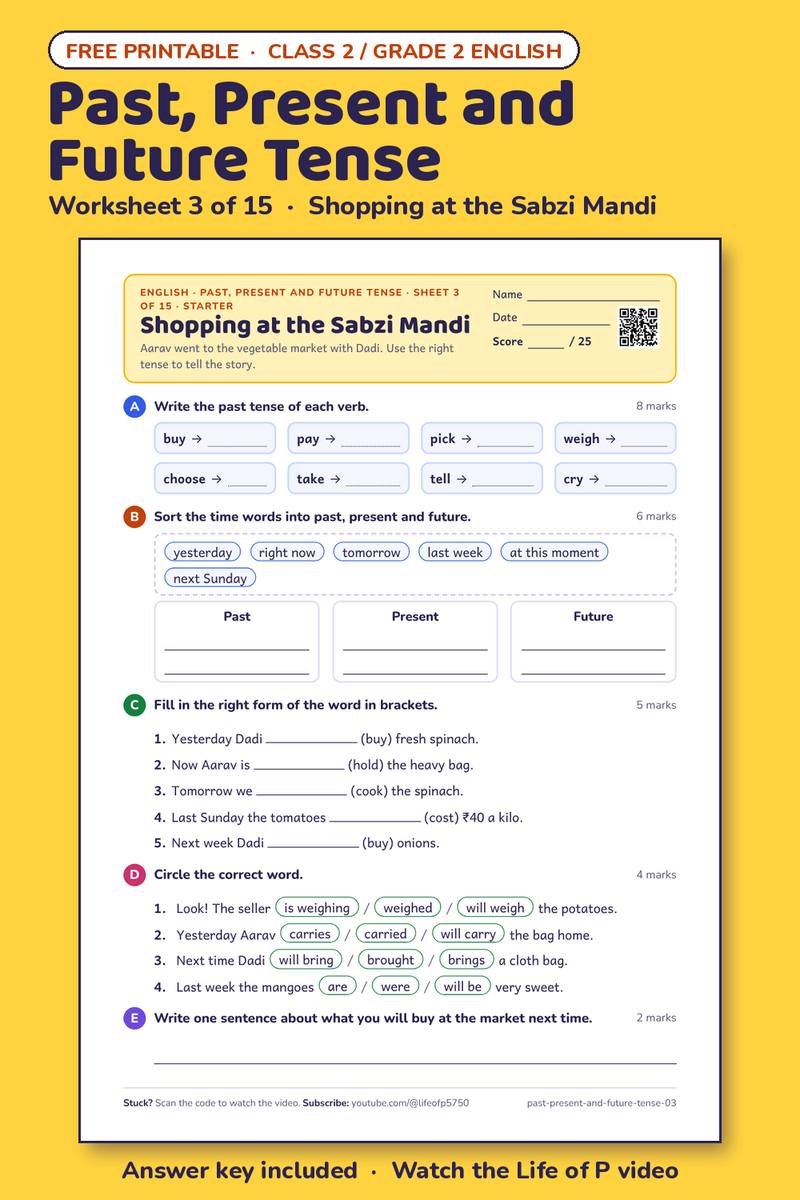 FREE PRINTABLE · CLASS 2 / GRADE 2 ENGLISH
Past, Present and
Future Tense
Worksheet 3 of 15 · Shopping at the Sabzi Mandi
ENGLISH · PAST, PRESENT AND FUTURE TENSE · SHEET 3
OF 15 · STARTER
Shopping at the Sabzi Mandi
Aarav went to the vegetable market with Dadi. Use the right
tense to tell the story.
Name
Date
Score / 25
A Write the past tense of each verb. 8 marks
buy → pay → pick → weigh →
choose → take → tell → cry →
B Sort the time words into past, present and future. 6 marks
yesterday right now tomorrow last week at this moment
next Sunday
Past Present Future
C Fill in the right form of the word in brackets. 5 marks
1. Yesterday Dadi ____________ (buy) fresh spinach.
2. Now Aarav is ____________ (hold) the heavy bag.
3. Tomorrow we ____________ (cook) the spinach.
4. Last Sunday the tomatoes ____________ (cost) ₹40 a kilo.
5. Next week Dadi ____________ (buy) onions.
D Circle the correct word. 4 marks
1. Look! The seller is weighing / weighed / will weigh the potatoes.
2. Yesterday Aarav carries / carried / will carry the bag home.
3. Next time Dadi will bring / brought / brings a cloth bag.
4. Last week the mangoes are / were / will be very sweet.
E Write one sentence about what you will buy at the market next time. 2 marks
Stuck? Scan the code to watch the video. Subscribe: youtube.com/@lifeofp5750 past-present-and-future-tense-03
Answer key included · Watch the Life of P video